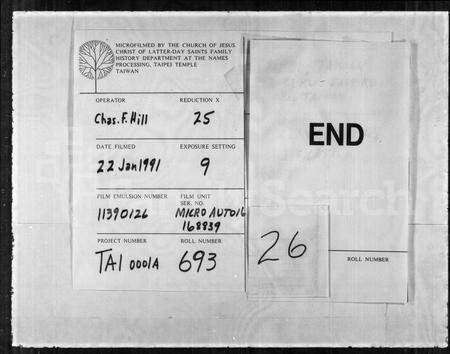 MICROFILMED BY THE CHURCH OF JESUS
CHRIST OF LATTER-DAY SAINTS FAMILY
HISTORY DEPARTMENT AT THE NAMES
PROCESSING, TAIPEI TEMPLE
TAIWAN
OPERATOR REDUCTION X
Chas. F. Hill 25
DATE FILMED EXPOSURE SETTING
22 Jan 1991 9
FILM EMULSION NUMBER FILM UNIT
SER. NO.
11390126 MICRO AUTO16
168939
PROJECT NUMBER ROLL NUMBER
TAI 0001A 693
END
26
ROLL NUMBER